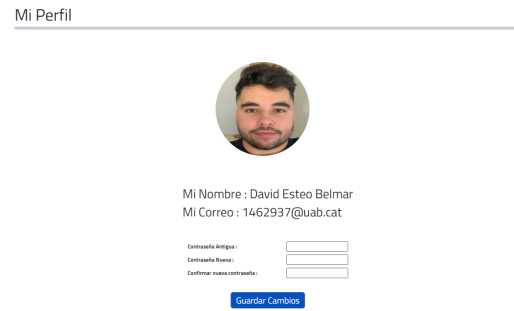 Mi Perfil
Mi Nombre : David Esteo Belmar
Mi Correo : 1462937@uab.cat
Contraseña Antigua :
Contraseña Nueva :
Confirmar nueva contraseña :
Guardar Cambios